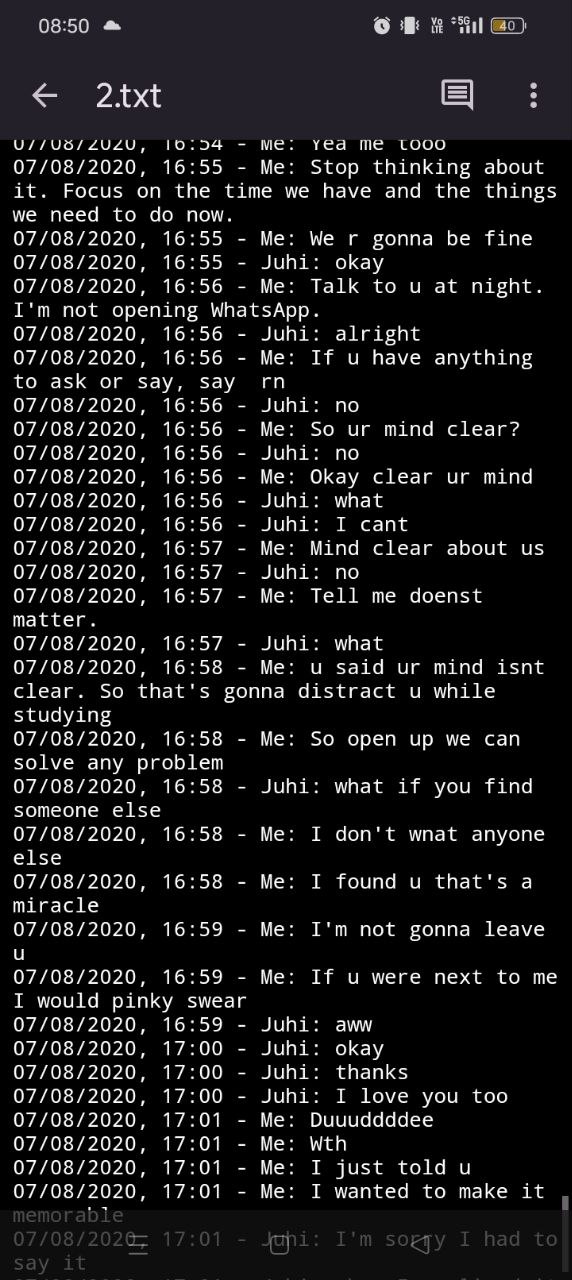 08:50
Vo LTE 5G 40
2.txt
07/08/2020, 16:54 - Me: Yea me tooo
07/08/2020, 16:55 - Me: Stop thinking about
it. Focus on the time we have and the things
we need to do now.
07/08/2020, 16:55 - Me: We r gonna be fine
07/08/2020, 16:55 - Juhi: okay
07/08/2020, 16:56 - Me: Talk to u at night.
I'm not opening WhatsApp.
07/08/2020, 16:56 - Juhi: alright
07/08/2020, 16:56 - Me: If u have anything
to ask or say, say  rn
07/08/2020, 16:56 - Juhi: no
07/08/2020, 16:56 - Me: So ur mind clear?
07/08/2020, 16:56 - Juhi: no
07/08/2020, 16:56 - Me: Okay clear ur mind
07/08/2020, 16:56 - Juhi: what
07/08/2020, 16:56 - Juhi: I cant
07/08/2020, 16:57 - Me: Mind clear about us
07/08/2020, 16:57 - Juhi: no
07/08/2020, 16:57 - Me: Tell me doenst
matter.
07/08/2020, 16:57 - Juhi: what
07/08/2020, 16:58 - Me: u said ur mind isnt
clear. So that's gonna distract u while
studying
07/08/2020, 16:58 - Me: So open up we can
solve any problem
07/08/2020, 16:58 - Juhi: what if you find
someone else
07/08/2020, 16:58 - Me: I don't wnat anyone
else
07/08/2020, 16:58 - Me: I found u that's a
miracle
07/08/2020, 16:59 - Me: I'm not gonna leave
u
07/08/2020, 16:59 - Me: If u were next to me
I would pinky swear
07/08/2020, 16:59 - Juhi: aww
07/08/2020, 17:00 - Juhi: okay
07/08/2020, 17:00 - Juhi: thanks
07/08/2020, 17:00 - Juhi: I love you too
07/08/2020, 17:01 - Me: Duuuddddee
07/08/2020, 17:01 - Me: Wth
07/08/2020, 17:01 - Me: I just told u
07/08/2020, 17:01 - Me: I wanted to make it
memorable
07/08/2020, 17:01 - Juhi: I'm sorry I had to
say it